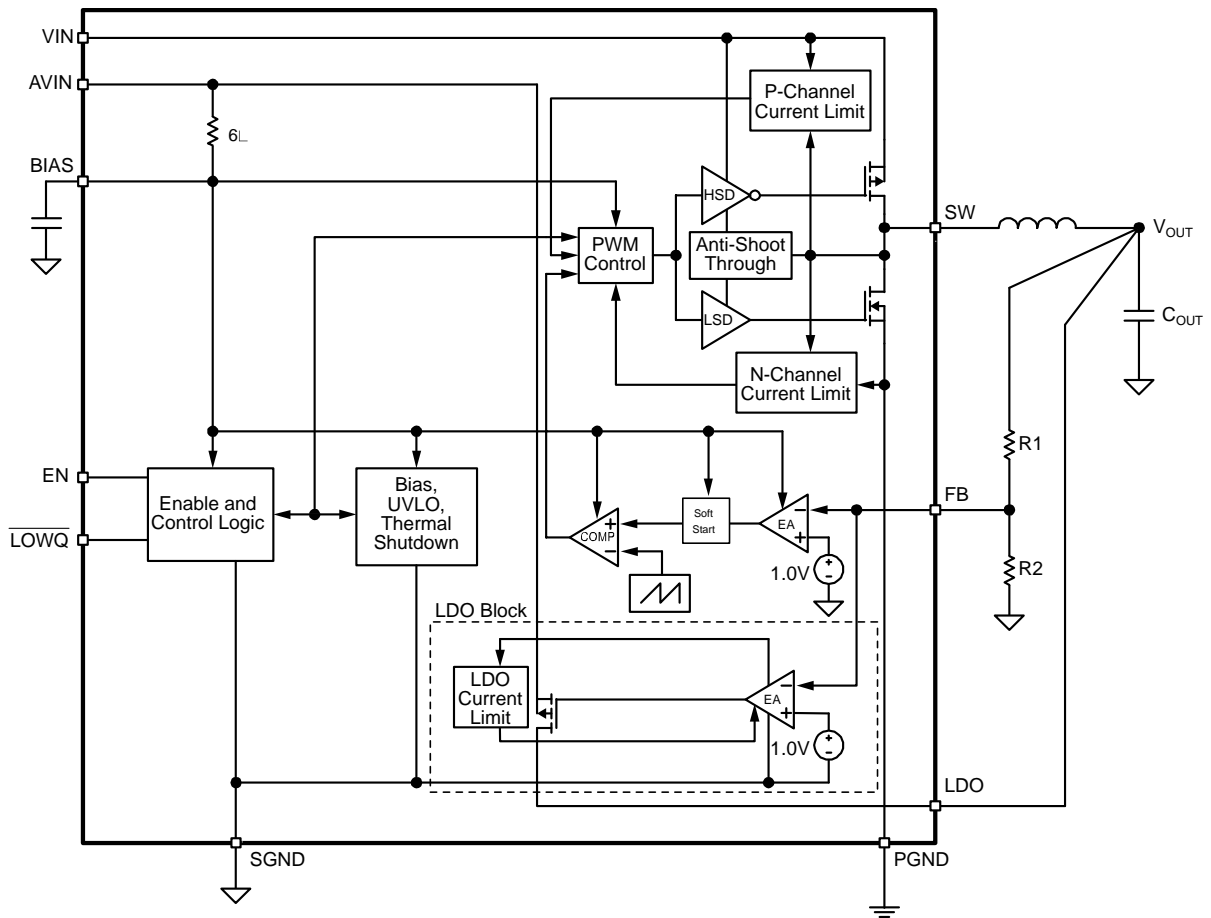 VIN
AVIN
6∟
BIAS
P-Channel
Current Limit
HSD
SW
VOUT
PWM
Control
Anti-Shoot
Through
LSD
COUT
N-Channel
Current Limit
R1
EN
Enable and
Control Logic
LOWQ
Bias,
UVLO,
Thermal
Shutdown
COMP
+
−
Soft
Start
EA
−
+
FB
1.0V
+
−
R2
LDO Block
LDO
Current
Limit
EA
−
+
1.0V
+
−
LDO
SGND
PGND